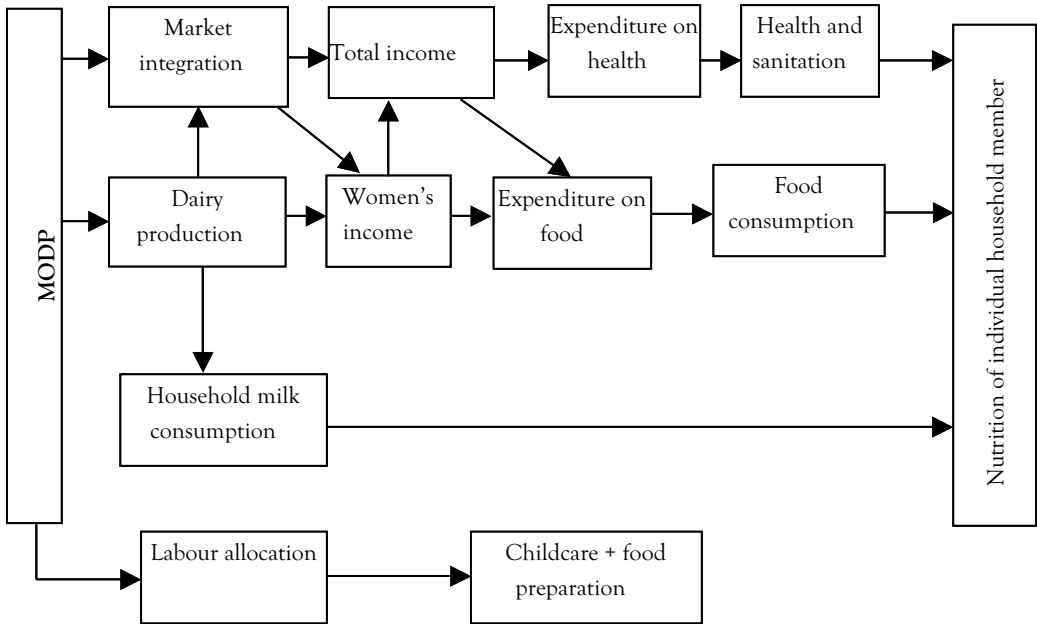 MODP
Market
integration
Total income
Expenditure on
health
Health and
sanitation
Dairy
production
Women’s
income
Expenditure on
food
Food
consumption
Household milk
consumption
Labour allocation
Childcare + food
preparation
Nutrition of individual household member